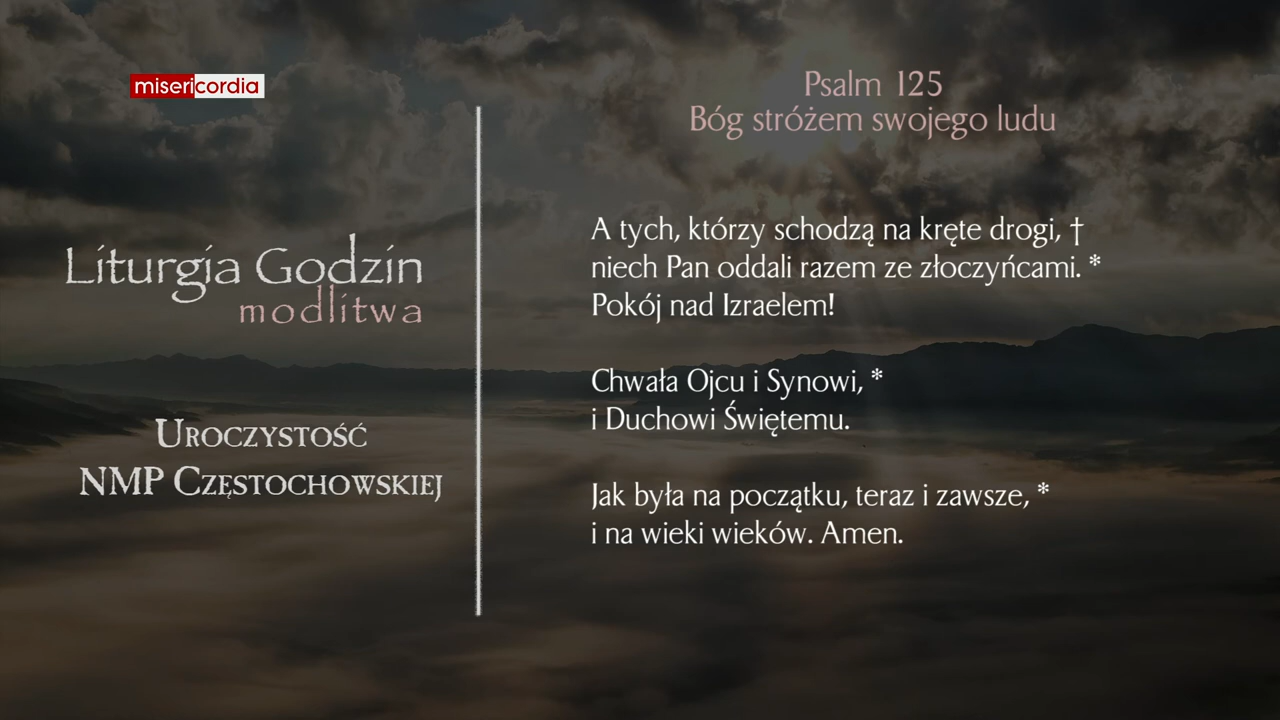 misericordia
Liturgia Godzin
modlitwa
Uroczystość
NMP Częstochowskiej
Psalm 125
Bóg stróżem swojego ludu
A tych, którzy schodzą na kręte drogi, †
niech Pan oddali razem ze złoczyńcami. *
Pokój nad Izraelem!
Chwała Ojcu i Synowi, *
i Duchowi Świętemu.
Jak była na początku, teraz i zawsze, *
i na wieki wieków. Amen.